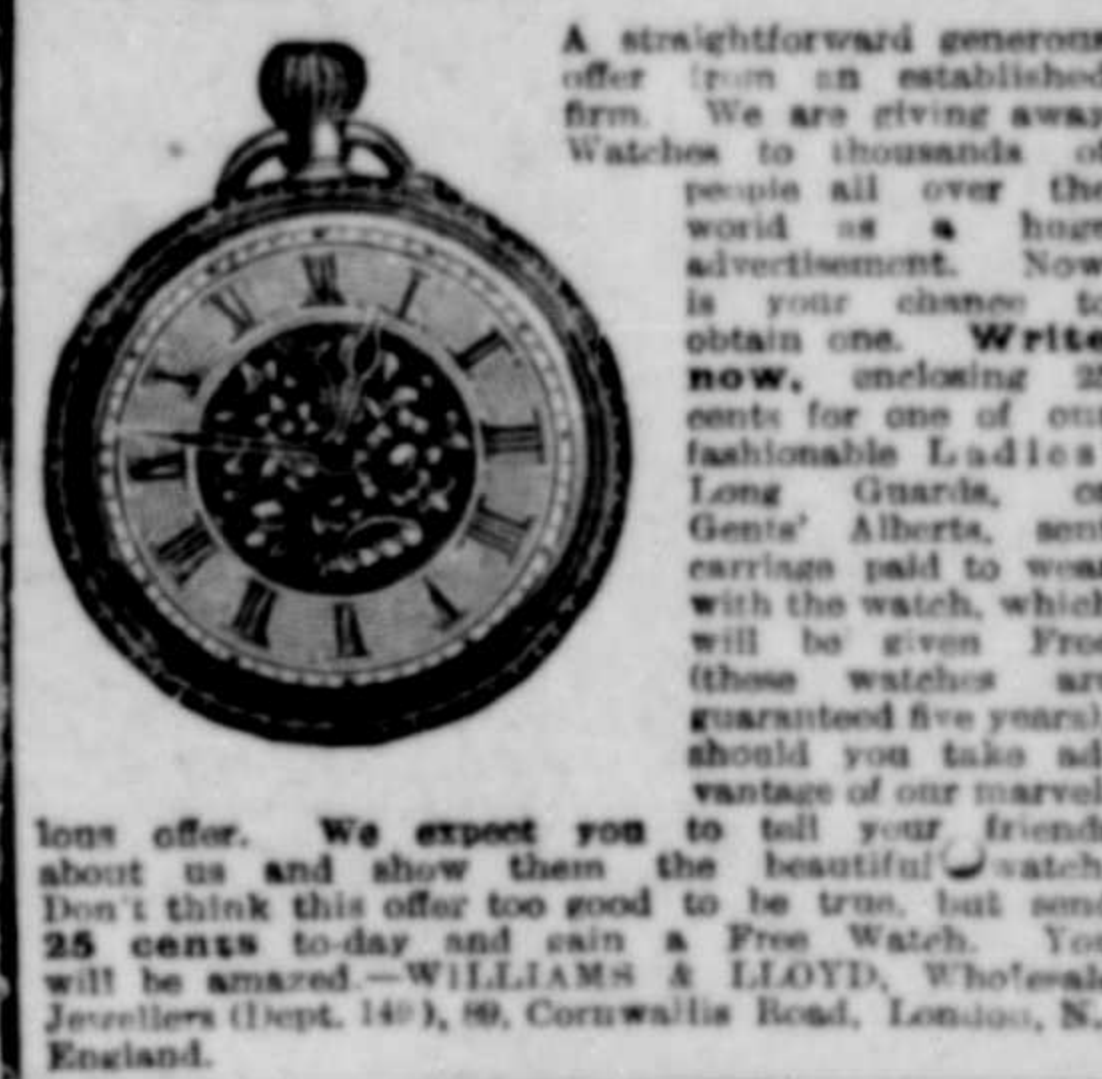 A straightforward generous
offer from an established
firm. We are giving away
Watches to thousands of
people all over the
world as a huge
advertisement. Now
is your chance to
obtain one. Write
now, enclosing 25
cents for one of our
fashionable Ladies'
Long Guards, or
Gents' Alberts, sent
carriage paid to wear
with the watch, which
will be given Free
(these watches are
guaranteed five years)
should you take ad-
vantage of our marvel-
lous offer. We expect you to tell your friends
about us and show them the beautiful watch.
Don't think this offer too good to be true, but send
25 cents to-day and gain a Free Watch. You
will be amazed.—WILLIAMS & LLOYD, Wholesale
Jewellers (Dept. 89, Cornwallis Road, London, N.,
England.